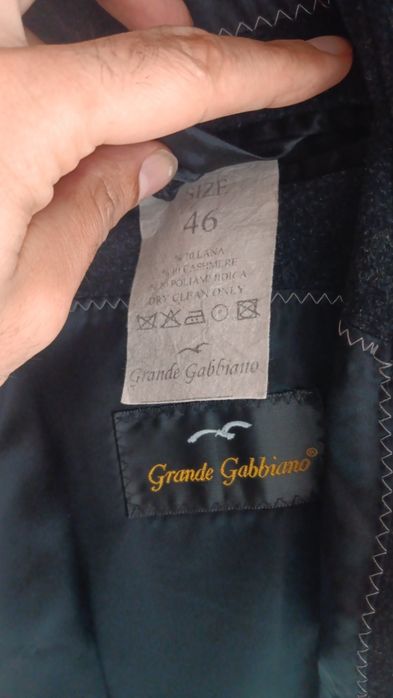 SIZE
46
LANA
CASHMERE
DRY CLEAN ONLY
Grande Gabbiano
Grande Gabbiano®